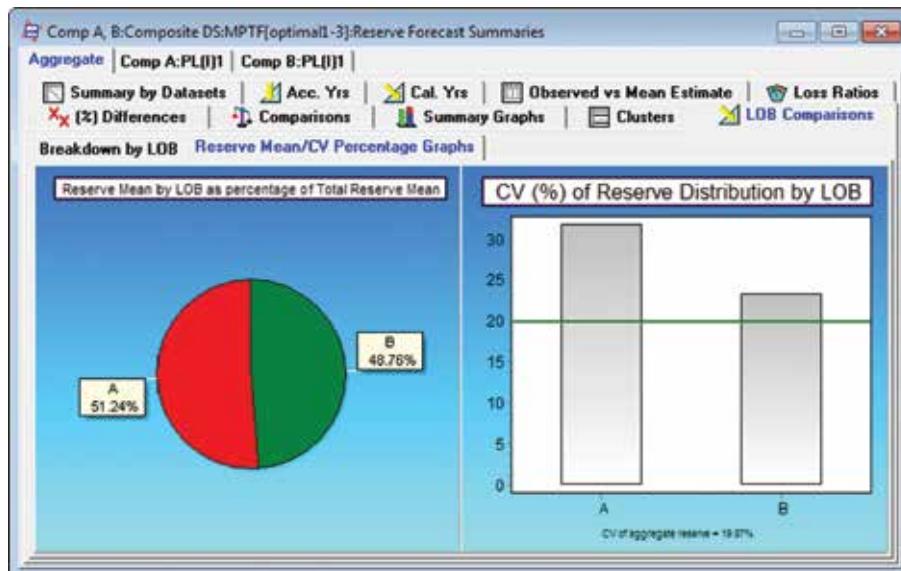 Comp A, B:Composite DS:MPTF[optimal1-3]:Reserve Forecast Summaries
Aggregate Comp A:PL(I)1 Comp B:PL(I)1
Summary by Datasets Acc. Yrs Cal. Yrs Observed vs Mean Estimate Loss Ratios
(%) Differences Comparisons Summary Graphs Clusters LOB Comparisons
Breakdown by LOB Reserve Mean/CV Percentage Graphs
Reserve Mean by LOB as percentage of Total Reserve Mean
B
48.76%
A
51.24%
CV (%) of Reserve Distribution by LOB
30
25
20
15
10
5
0
A B
CV of aggregate reserve = 19.97%